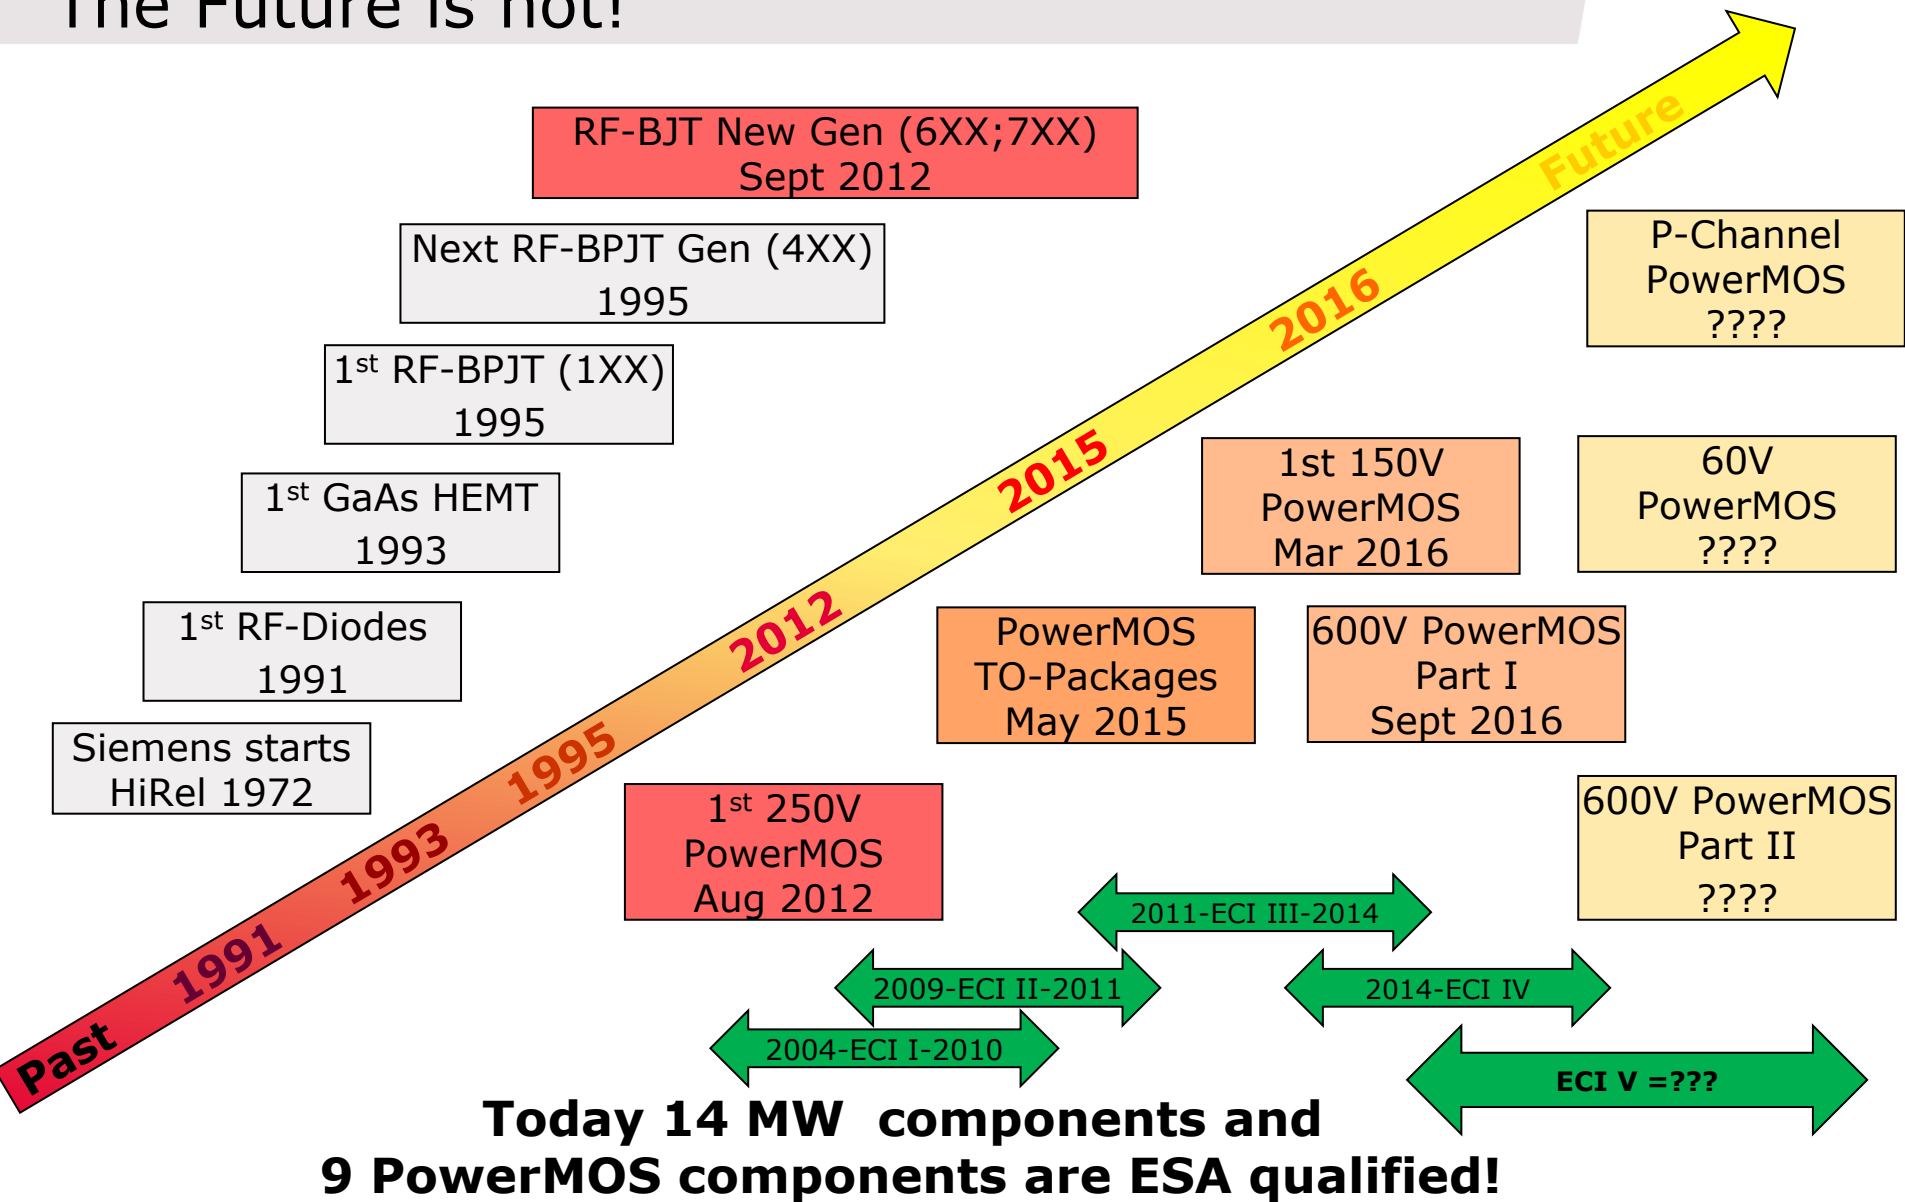 The Future is not!
RF-BJT New Gen (6XX;7XX)
Sept 2012
Next RF-BPJT Gen (4XX)
1995
1st RF-BPJT (1XX)
1995
1st GaAs HEMT
1993
1st RF-Diodes
1991
Siemens starts
HiRel 1972
Past
1991
1993
1995
2012
2015
2016
Future
P-Channel
PowerMOS
????
1st 150V
PowerMOS
Mar 2016
60V
PowerMOS
????
PowerMOS
TO-Packages
May 2015
600V PowerMOS
Part I
Sept 2016
1st 250V
PowerMOS
Aug 2012
600V PowerMOS
Part II
????
2011-ECI III-2014
2009-ECI II-2011
2014-ECI IV
2004-ECI I-2010
ECI V =???
Today 14 MW  components and
9 PowerMOS components are ESA qualified!